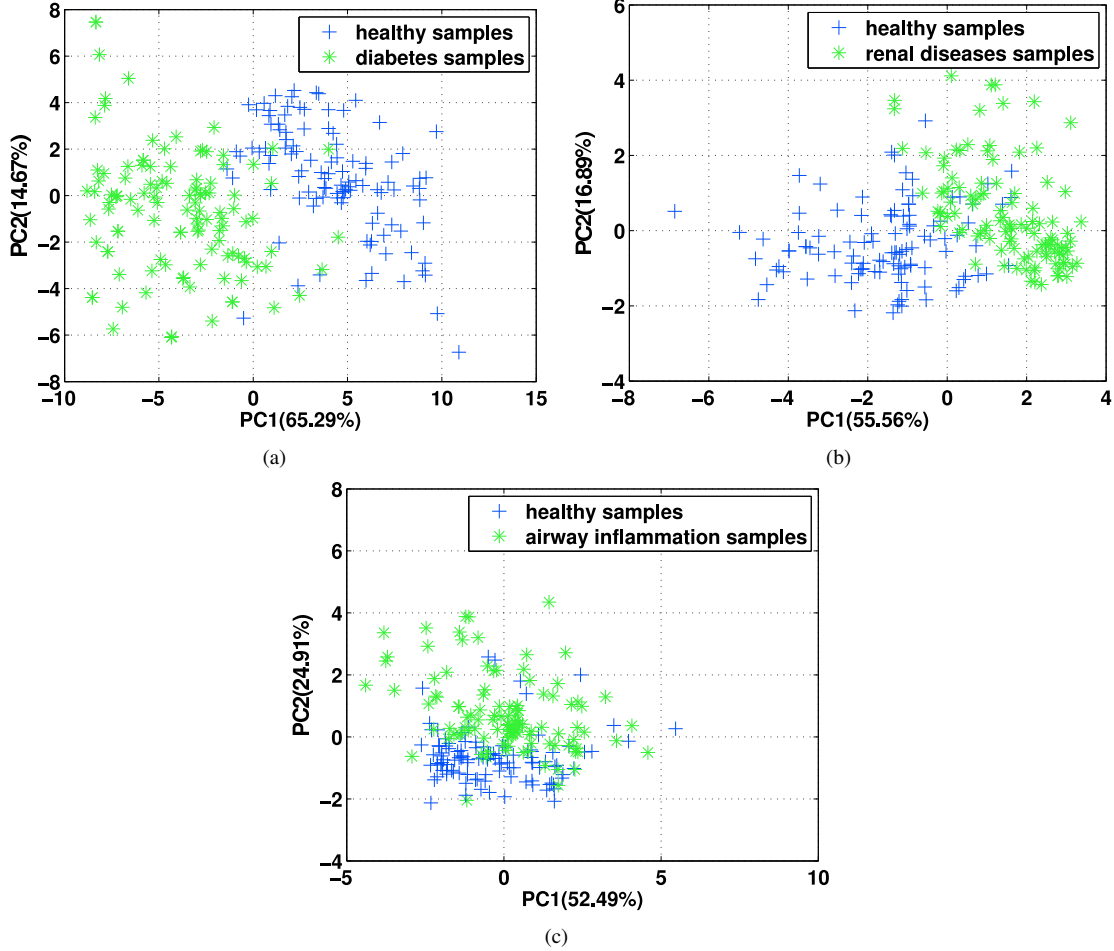 healthy samples
diabetes samples
8
6
4
2
0
−2
−4
−6
−8
PC2(14.67%)
−10
−5
0
5
10
15
PC1(65.29%)
(a)
healthy samples
renal diseases samples
6
4
2
0
−2
−4
PC2(16.89%)
−8
−6
−4
−2
0
2
4
PC1(55.56%)
(b)
healthy samples
airway inflammation samples
8
6
4
2
0
−2
−4
PC2(24.91%)
−5
0
5
10
PC1(52.49%)
(c)